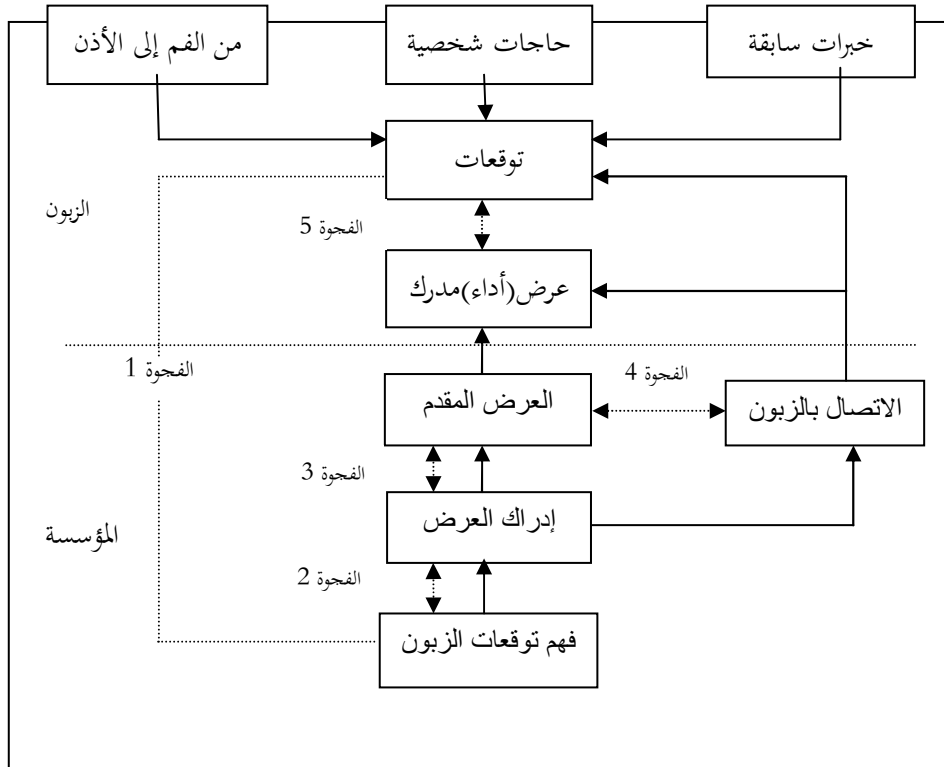 خبرات سابقة
حاجات شخصية
من الفم إلى الأذن
توقعات
الزبون
الفجوة 5
عرض(أداء)مدرك
الفجوة 1
الفجوة 4
العرض المقدم
الاتصال بالزبون
الفجوة 3
إدراك العرض
المؤسسة
الفجوة 2
فهم توقعات الزبون